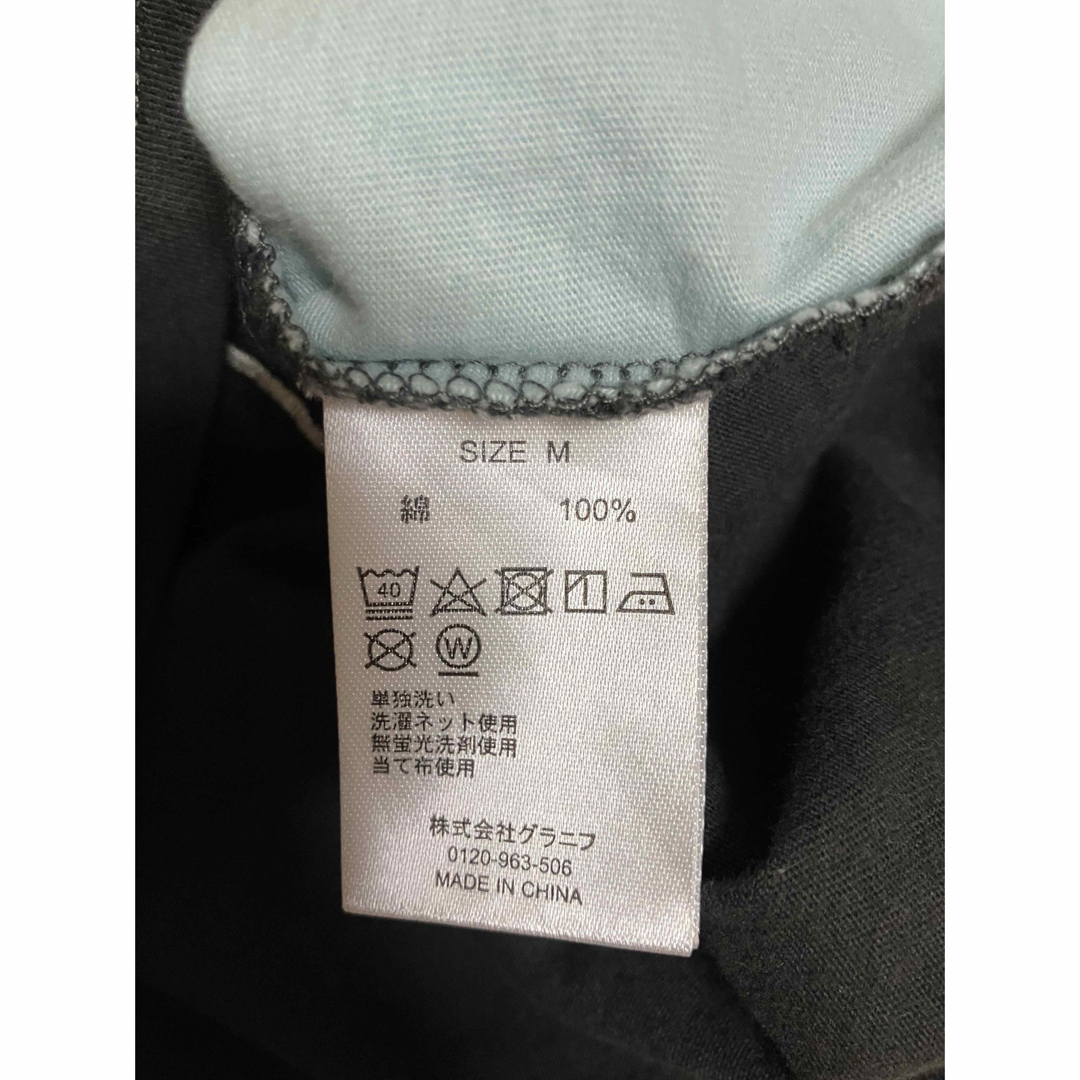 SIZE M
綿 100%
40
W
単独洗い
洗濯ネット使用
無蛍光洗剤使用
当て布使用
株式会社グラニフ
0120-963-506
MADE IN CHINA